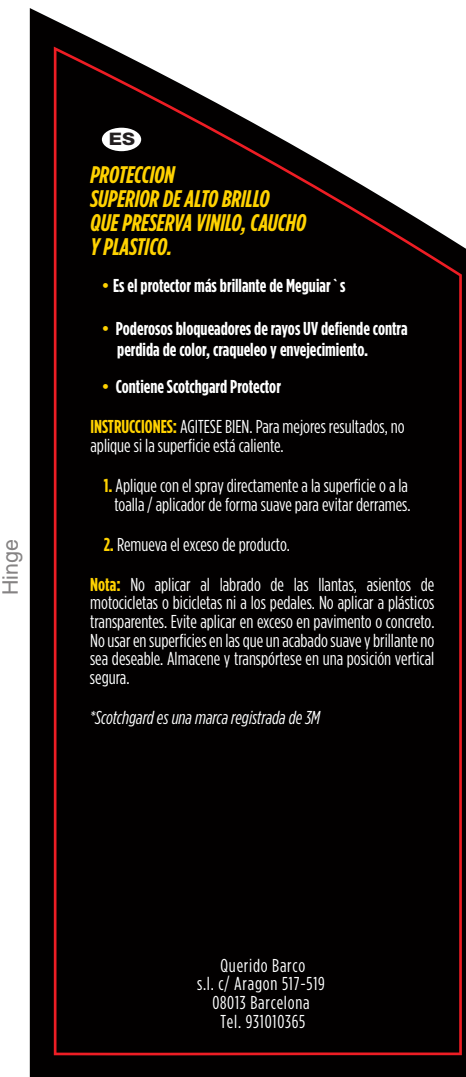 ES
PROTECCION
SUPERIOR DE ALTO BRILLO
QUE PRESERVA VINILO, CAUCHO
Y PLASTICO.
• Es el protector más brillante de Meguiar`s
• Poderosos bloqueadores de rayos UV defiende contra
perdida de color, craqueleo y envejecimiento.
• Contiene Scotchgard Protector
INSTRUCCIONES: AGITESE BIEN. Para mejores resultados, no
aplique si la superficie está caliente.
1. Aplique con el spray directamente a la superficie o a la
toalla / aplicador de forma suave para evitar derrames.
2. Remueva el exceso de producto.
Nota: No aplicar al labrado de las llantas, asientos de
motocicletas o bicicletas ni a los pedales. No aplicar a plásticos
transparentes. Evite aplicar en exceso en pavimento o concreto.
No usar en superficies en las que un acabado suave y brillante no
sea deseable. Almacene y transpórtese en una posición vertical
segura.
*Scotchgard es una marca registrada de 3M
Querido Barco
s.l. c/ Aragon 517-519
08013 Barcelona
Tel. 931010365
Hinge